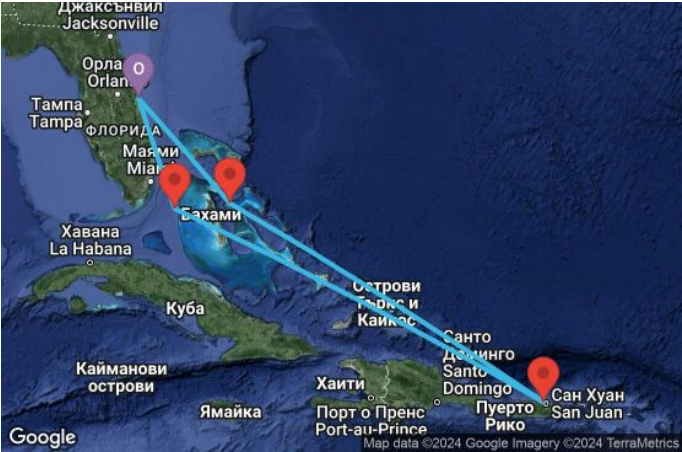 Джаксънвил
Jacksonville
Орла
Orlan
O
Тампа
Tampa
ФЛОРИДА
Маями
Miami
Бахами
Хавана
La Habana
Острови
Търкс и
Кайкос
Куба
Санто
Доминго
Santo
Domingo
Кайманови
острови
Хаити
Сан Хуан
San Juan
Ямайка
Порт о Пренс
Port-au-Prince
Пуерто
Рико
Google
Map data ©2024 Google Imagery ©2024 TerraMetrics